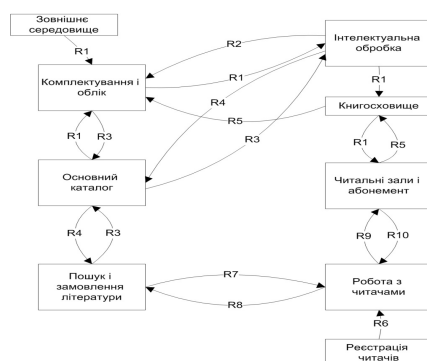 Зовнішнє
середовище
R1
Комплектування і
облік
R1
R3
Основний
каталог
R4
R3
Пошук і
замовлення
літератури
R2
R1
R4
R5
R3
R7
R8
Інтелектуальна
обробка
R1
Книгосховище
R1
R5
Читальні зали і
абонемент
R9
R10
Робота з
читачами
R6
Реєстрація
читачів